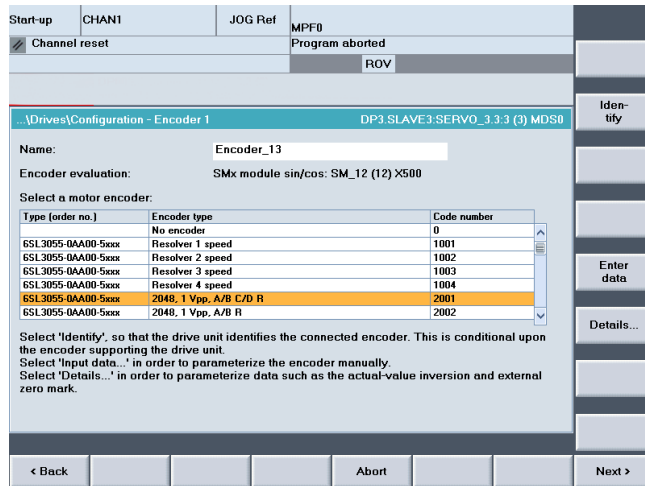 Start-up CHAN1 JOG Ref MPF0
Channel reset Program aborted
ROV
...\Drives\Configuration - Encoder 1 DP3.SLAVE3:SERVO_3.3:3 (3) MDS0
Name: Encoder_13
Encoder evaluation: SMx module sin/cos: SM_12 (12) X500
Select a motor encoder:
Type (order no.) Encoder type Code number
No encoder 0
6SL3055-0AA00-5xxx Resolver 1 speed 1001
6SL3055-0AA00-5xxx Resolver 2 speed 1002
6SL3055-0AA00-5xxx Resolver 3 speed 1003
6SL3055-0AA00-5xxx Resolver 4 speed 1004
6SL3055-0AA00-5xxx 2048, 1 Vpp, A/B C/D R 2001
6SL3055-0AA00-5xxx 2048, 1 Vpp, A/B R 2002
Select 'Identify', so that the drive unit identifies the connected encoder. This is conditional upon
the encoder supporting the drive unit.
Select 'Input data...' in order to parameterize the encoder manually.
Select 'Details...' in order to parameterize data such as the actual-value inversion and external
zero mark.
Iden-
tify
Enter
data
Details...
< Back Abort Next >